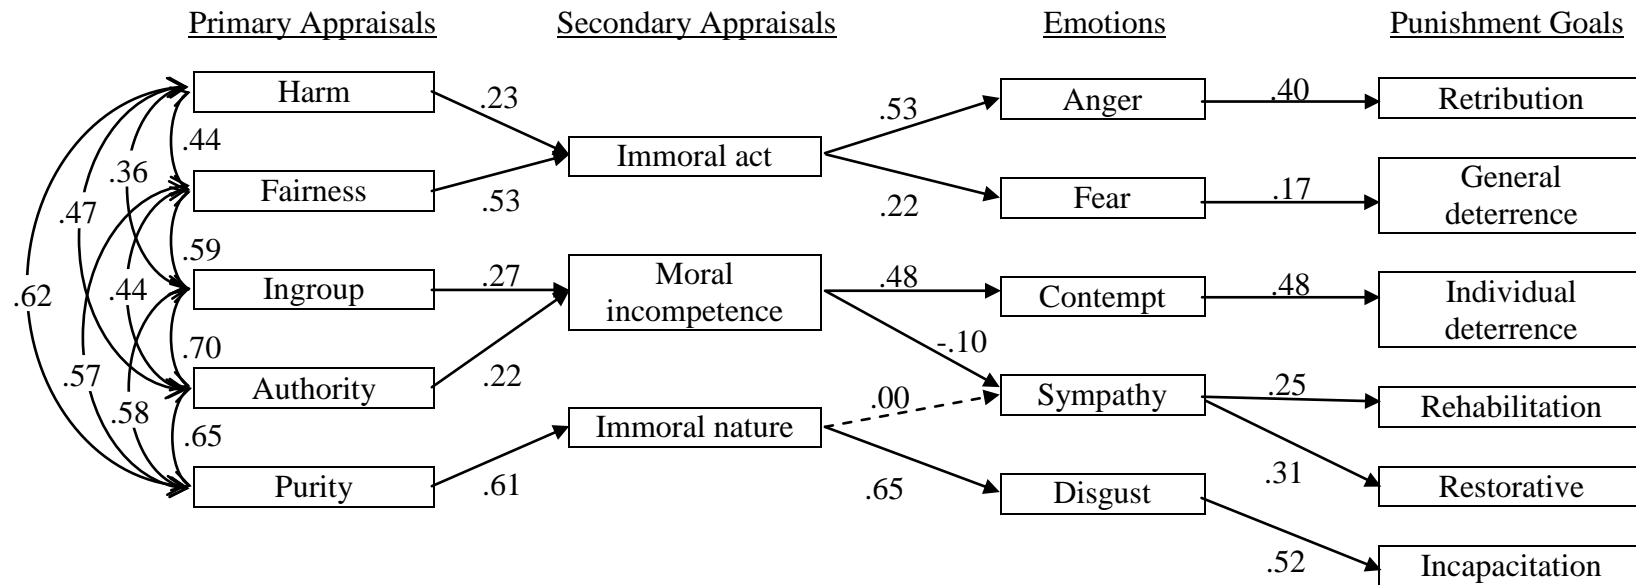 Primary Appraisals
Secondary Appraisals
Emotions
Punishment Goals
Harm
.23
.53
Anger
.40
Retribution
.44
Immoral act
.36
Fairness
.53
.22
Fear
.17
General
deterrence
.47
.59
.62
.44
Ingroup
.27
Moral
incompetence
.48
Contempt
.48
Individual
deterrence
.70
-.10
.57
Authority
.22
.00
Sympathy
.25
Rehabilitation
.58
.65
Immoral nature
Purity
.61
.65
Disgust
.31
Restorative
.52
Incapacitation